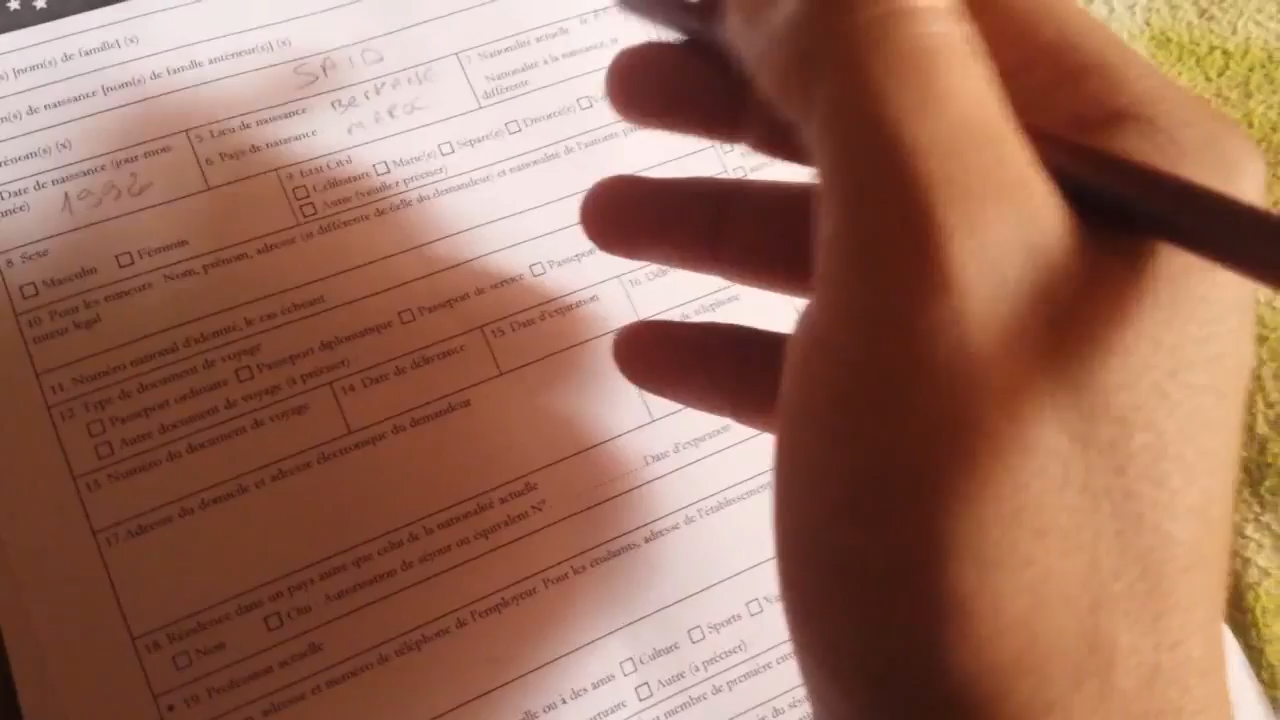 [nom(s) de famille] (x)
de naissance [nom(s) de famille antérieur(s)] (x)
SAID
(x)
Date de naissance (jour-mois-
1992
5 Lieu de naissance
6 Pays de naissance MAROC
7 Nationalité actuelle
Nationalité à la naissance, si
différente
8 Sexe
Masculin Féminin
9 Etat Civil
Célibataire Marié(e) Séparé(e) Divorcé(e)
Autre (veuillez préciser)
10 Pour les mineurs Nom, prénom, adresse (si différente de celle du demandeur) et nationalité de l'autorité
tuteur légal
11. Numéro national d'identité, le cas échéant
12 Type de document de voyage
Passeport ordinaire Passeport diplomatique Passeport de service Passeport
Autre document de voyage (à préciser)
13 Numéro du document de voyage
14 Date de délivrance
15 Date d'expiration
16
téléphone
17 Adresse du domicile et adresse électronique du demandeur
18 Résidence dans un pays autre que celui de la nationalité actuelle
Non Oui Autorisation de séjour ou équivalent N°. Date d'expiration
19 Profession actuelle
adresse et numéro de téléphone de l'employeur. Pour les étudiants, adresse de l'établissement
ou à des amis Culture Sports
Autre (à préciser)
membre de première